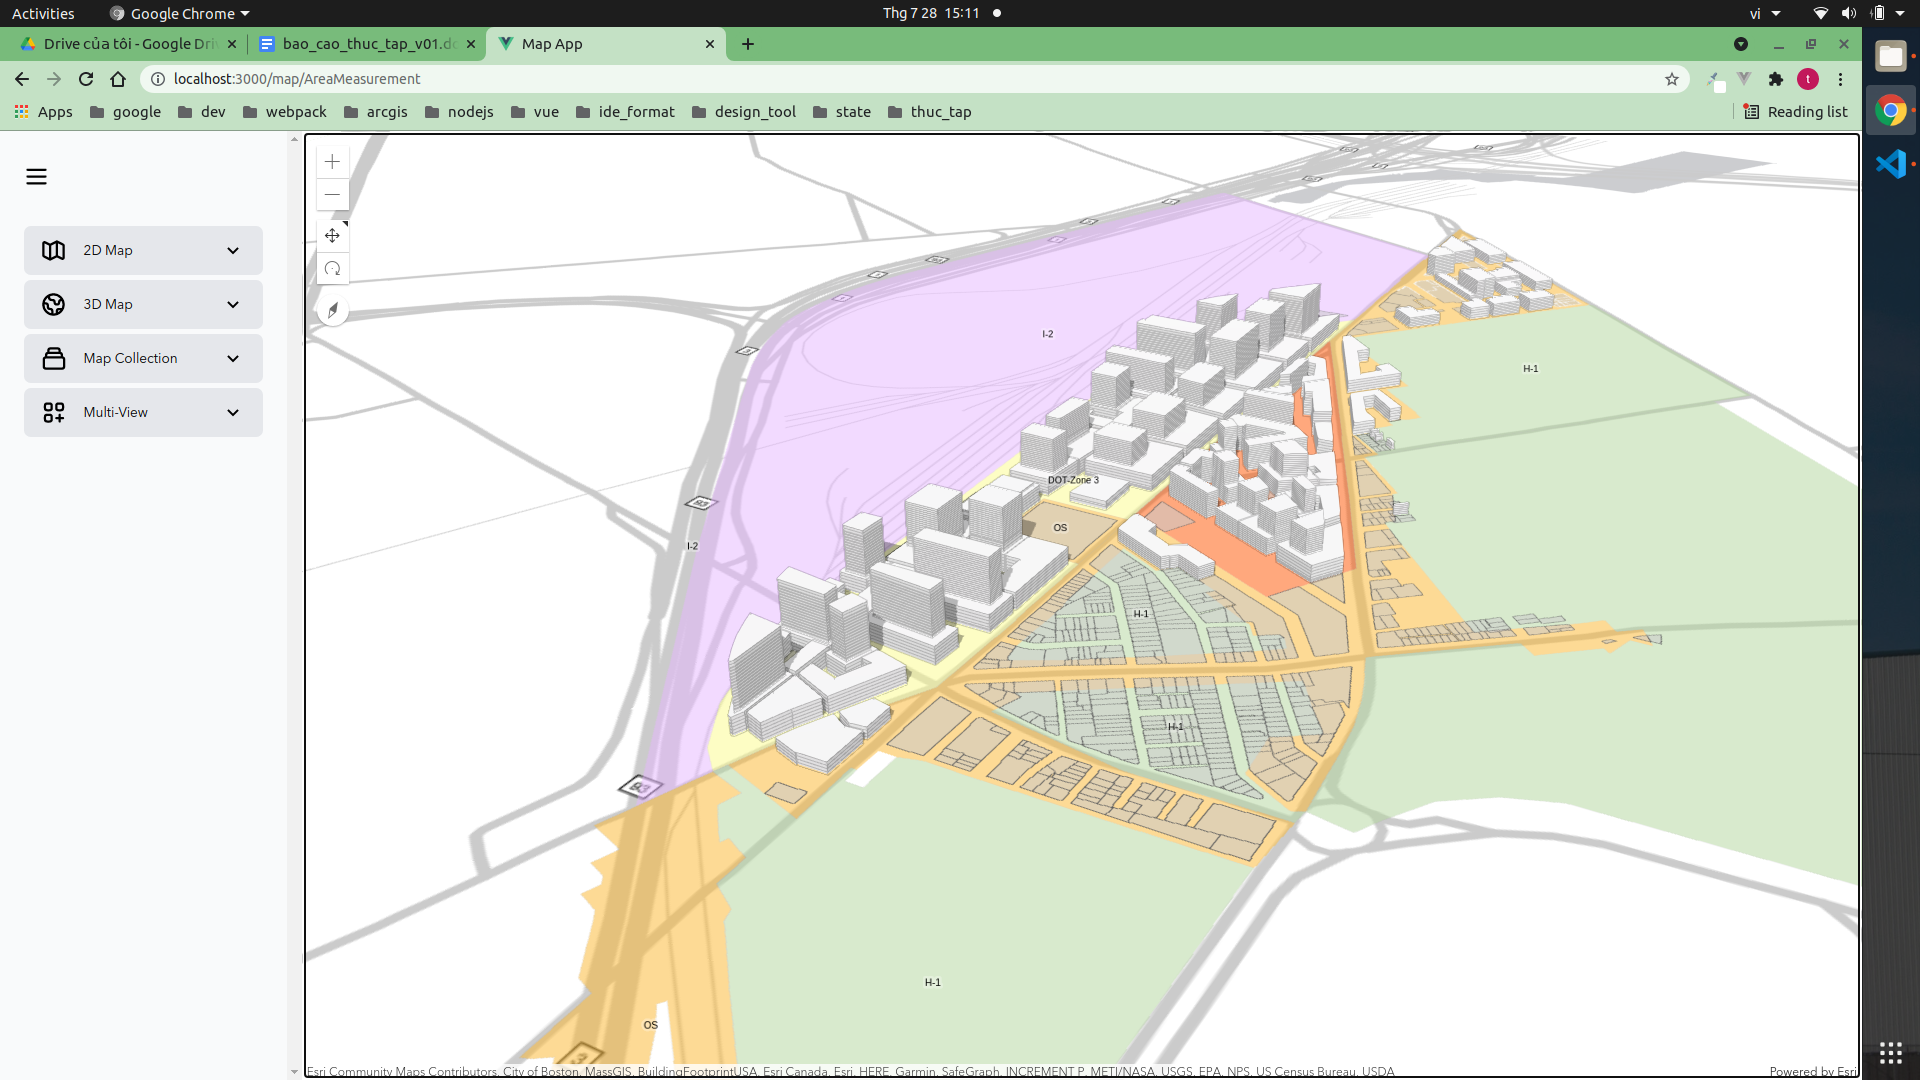 Activities
Google Chrome
Thg 7 28 15:11
vi
Drive của tôi - Google Dri
bao_cao_thuc_tap_v01.d
Map App
localhost:3000/map/AreaMeasurement
t
Apps
google
dev
webpack
arcgis
nodejs
vue
ide_format
design_tool
state
thuc_tap
Reading list
2D Map
3D Map
Map Collection
Multi-View
I-2
H-1
DOT-Zone 3
93
OS
I-2
H-1
H-1
93
H-1
OS
Esri Community Maps Contributors, City of Boston, MassGIS, BuildingFootprintUSA, Esri Canada, Esri, HERE, Garmin, SafeGraph, INCREMENT P, METI/NASA, USGS, EPA, NPS, US Census Bureau, USDA
Powered by Esri